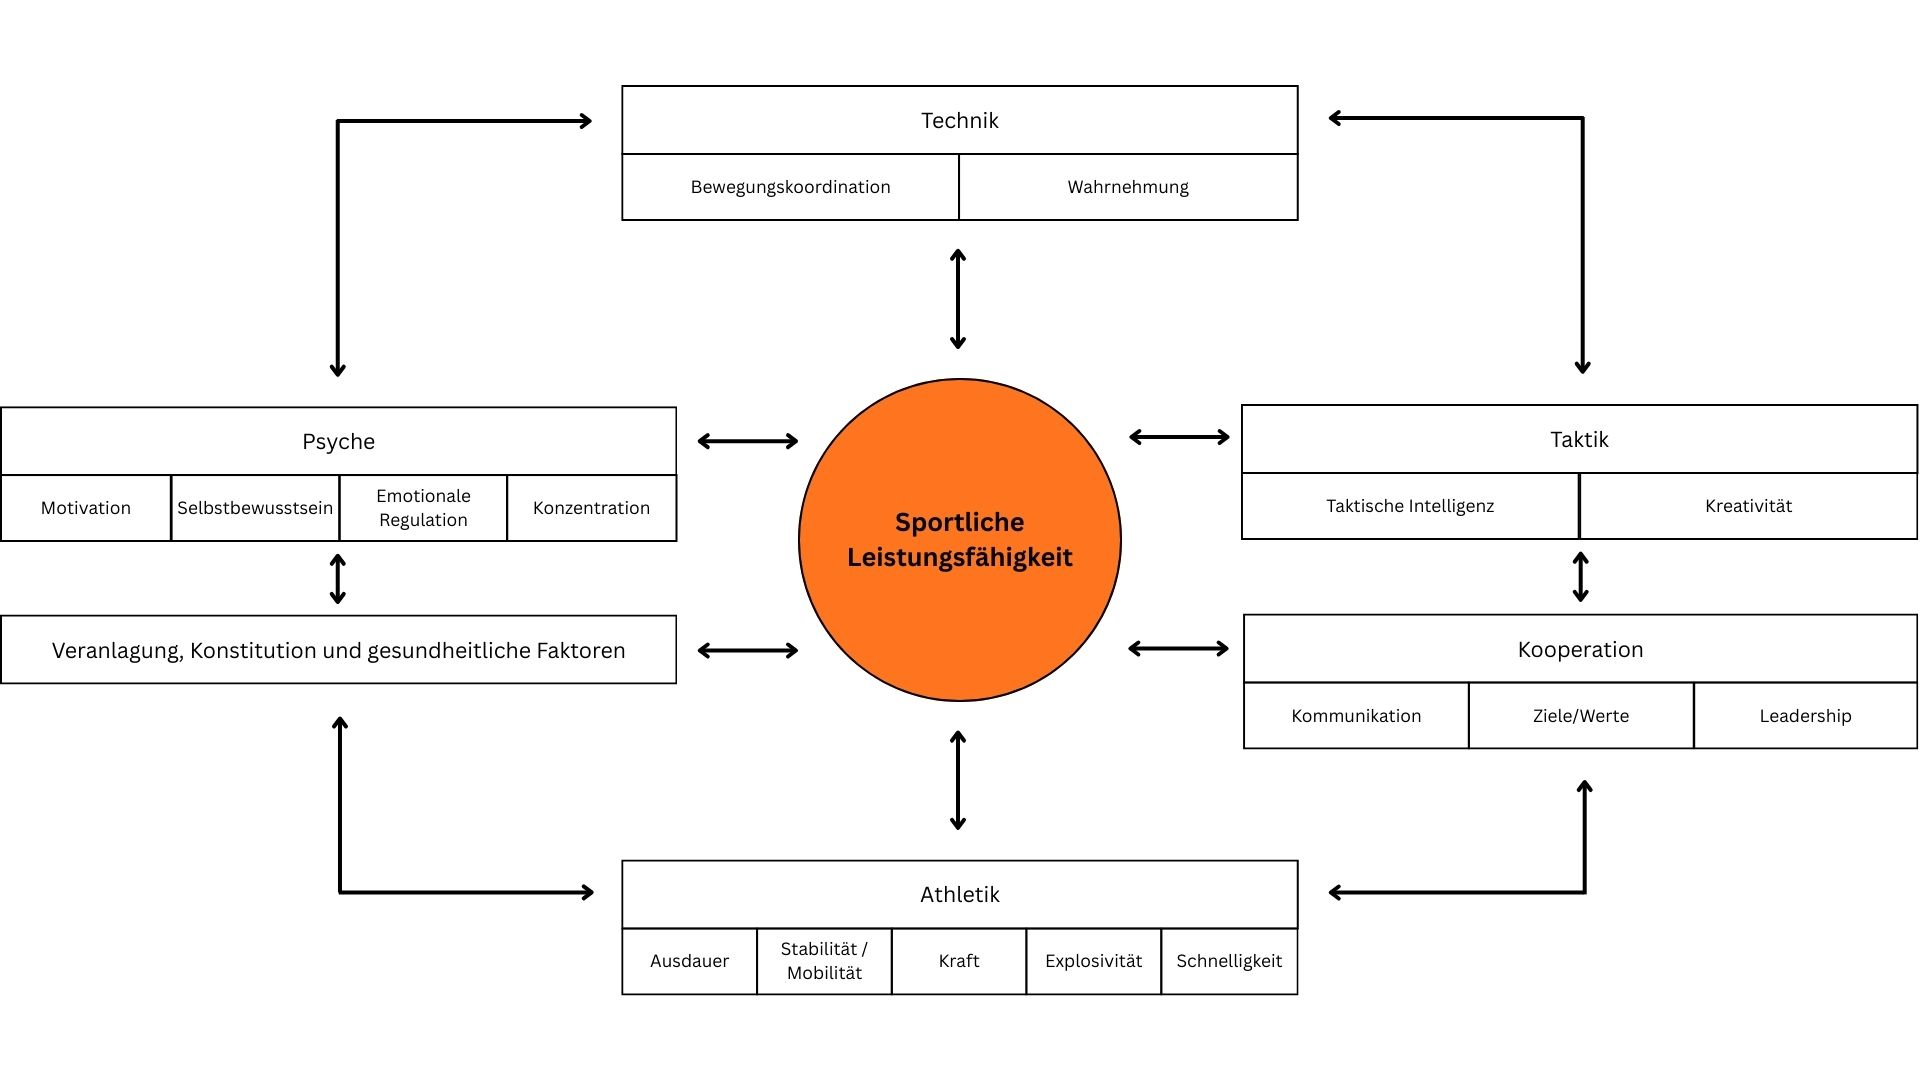 Technik
Bewegungskoordination
Wahrnehmung
Psyche
Motivation
Selbstbewusstsein
Emotionale
Regulation
Konzentration
Sportliche
Leistungsfähigkeit
Taktik
Taktische Intelligenz
Kreativität
Veranlagung, Konstitution und gesundheitliche Faktoren
Kooperation
Kommunikation
Ziele/Werte
Leadership
Athletik
Ausdauer
Stabilität /
Mobilität
Kraft
Explosivität
Schnelligkeit